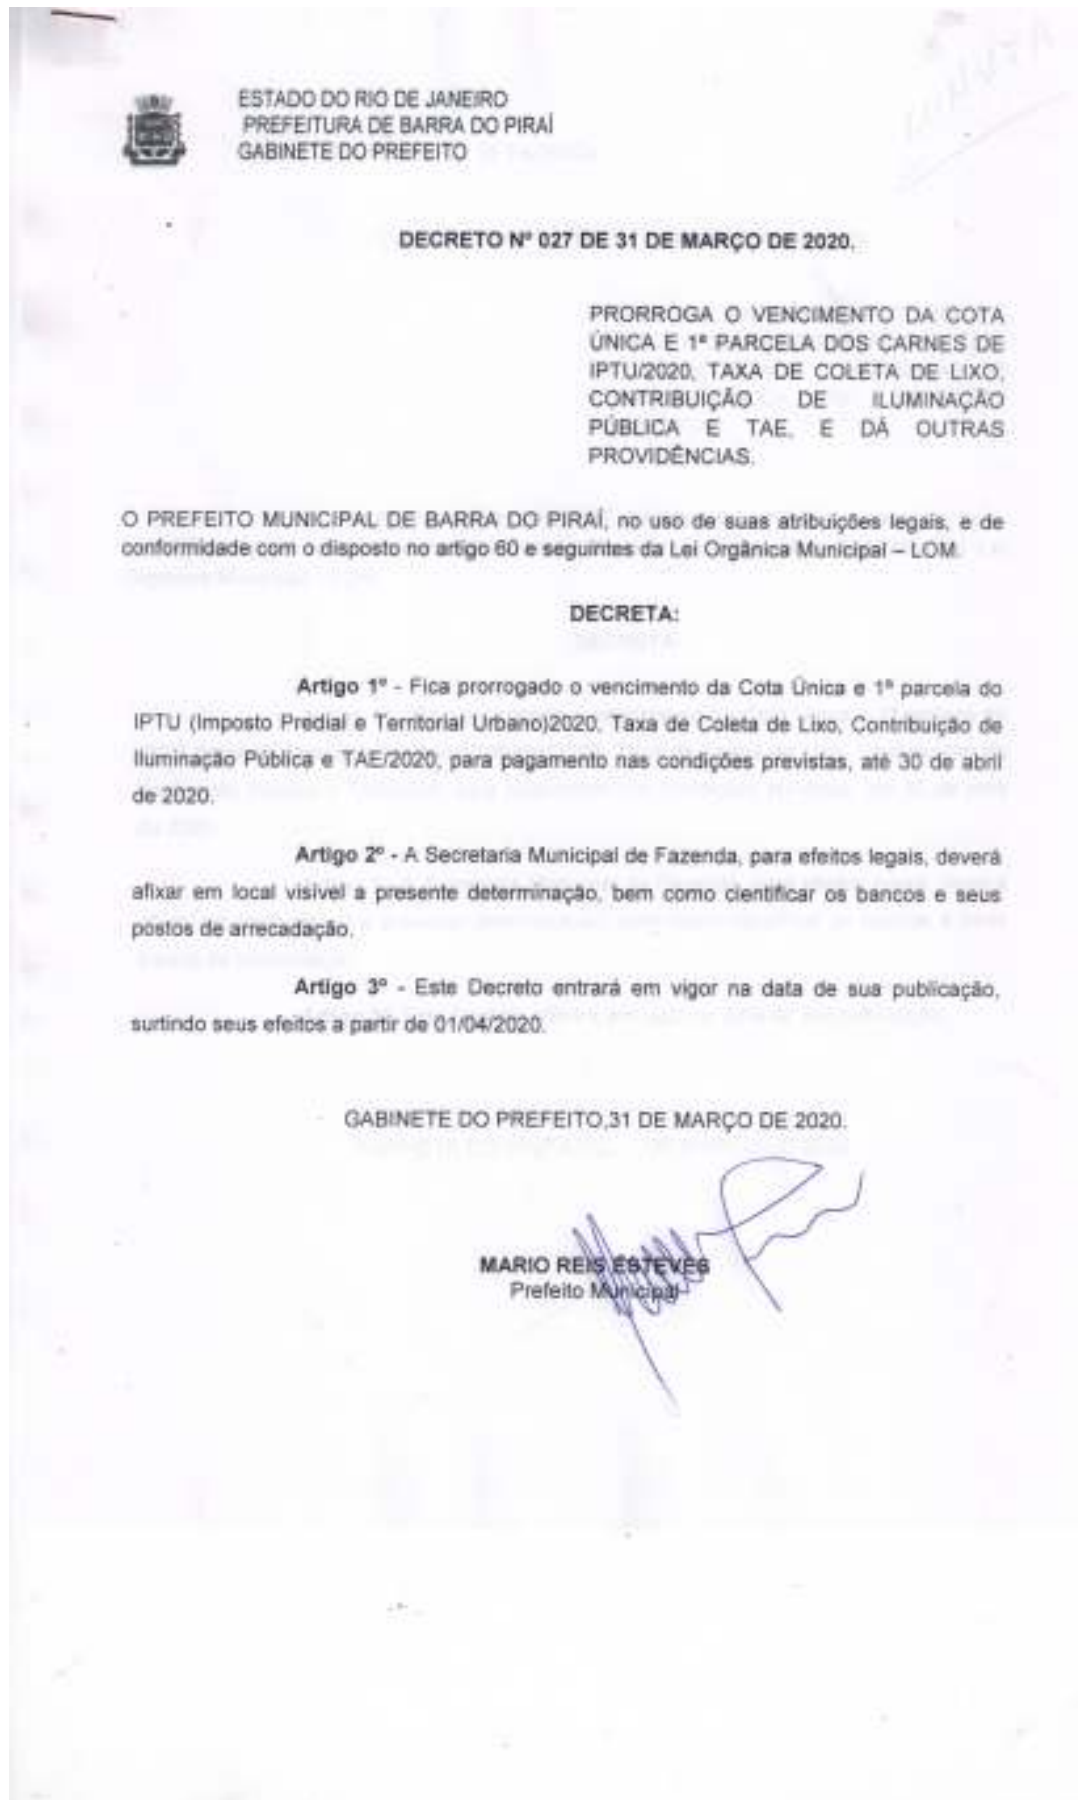 ESTADO DO RIO DE JANEIRO
PREFEITURA DE BARRA DO PIRAÍ
GABINETE DO PREFEITO
DECRETO Nº 027 DE 31 DE MARÇO DE 2020.
PRORROGA O VENCIMENTO DA COTA
ÚNICA E 1ª PARCELA DOS CARNES DE
IPTU/2020, TAXA DE COLETA DE LIXO,
CONTRIBUIÇÃO DE ILUMINAÇÃO
PÚBLICA E TAE, E DÁ OUTRAS
PROVIDÊNCIAS.
O PREFEITO MUNICIPAL DE BARRA DO PIRAÍ, no uso de suas atribuições legais, e de
conformidade com o disposto no artigo 60 e seguintes da Lei Orgânica Municipal – LOM.
DECRETA:
Artigo 1º - Fica prorrogado o vencimento da Cota Única e 1ª parcela do
IPTU (Imposto Predial e Territorial Urbano)2020, Taxa de Coleta de Lixo, Contribuição de
Iluminação Pública e TAE/2020, para pagamento nas condições previstas, até 30 de abril
de 2020.
Artigo 2º - A Secretaria Municipal de Fazenda, para efeitos legais, deverá
afixar em local visível a presente determinação, bem como cientificar os bancos e seus
postos de arrecadação.
Artigo 3º - Este Decreto entrará em vigor na data de sua publicação,
surtindo seus efeitos a partir de 01/04/2020.
GABINETE DO PREFEITO,31 DE MARÇO DE 2020.
MARIO REIS ESTEVES
Prefeito Municipal